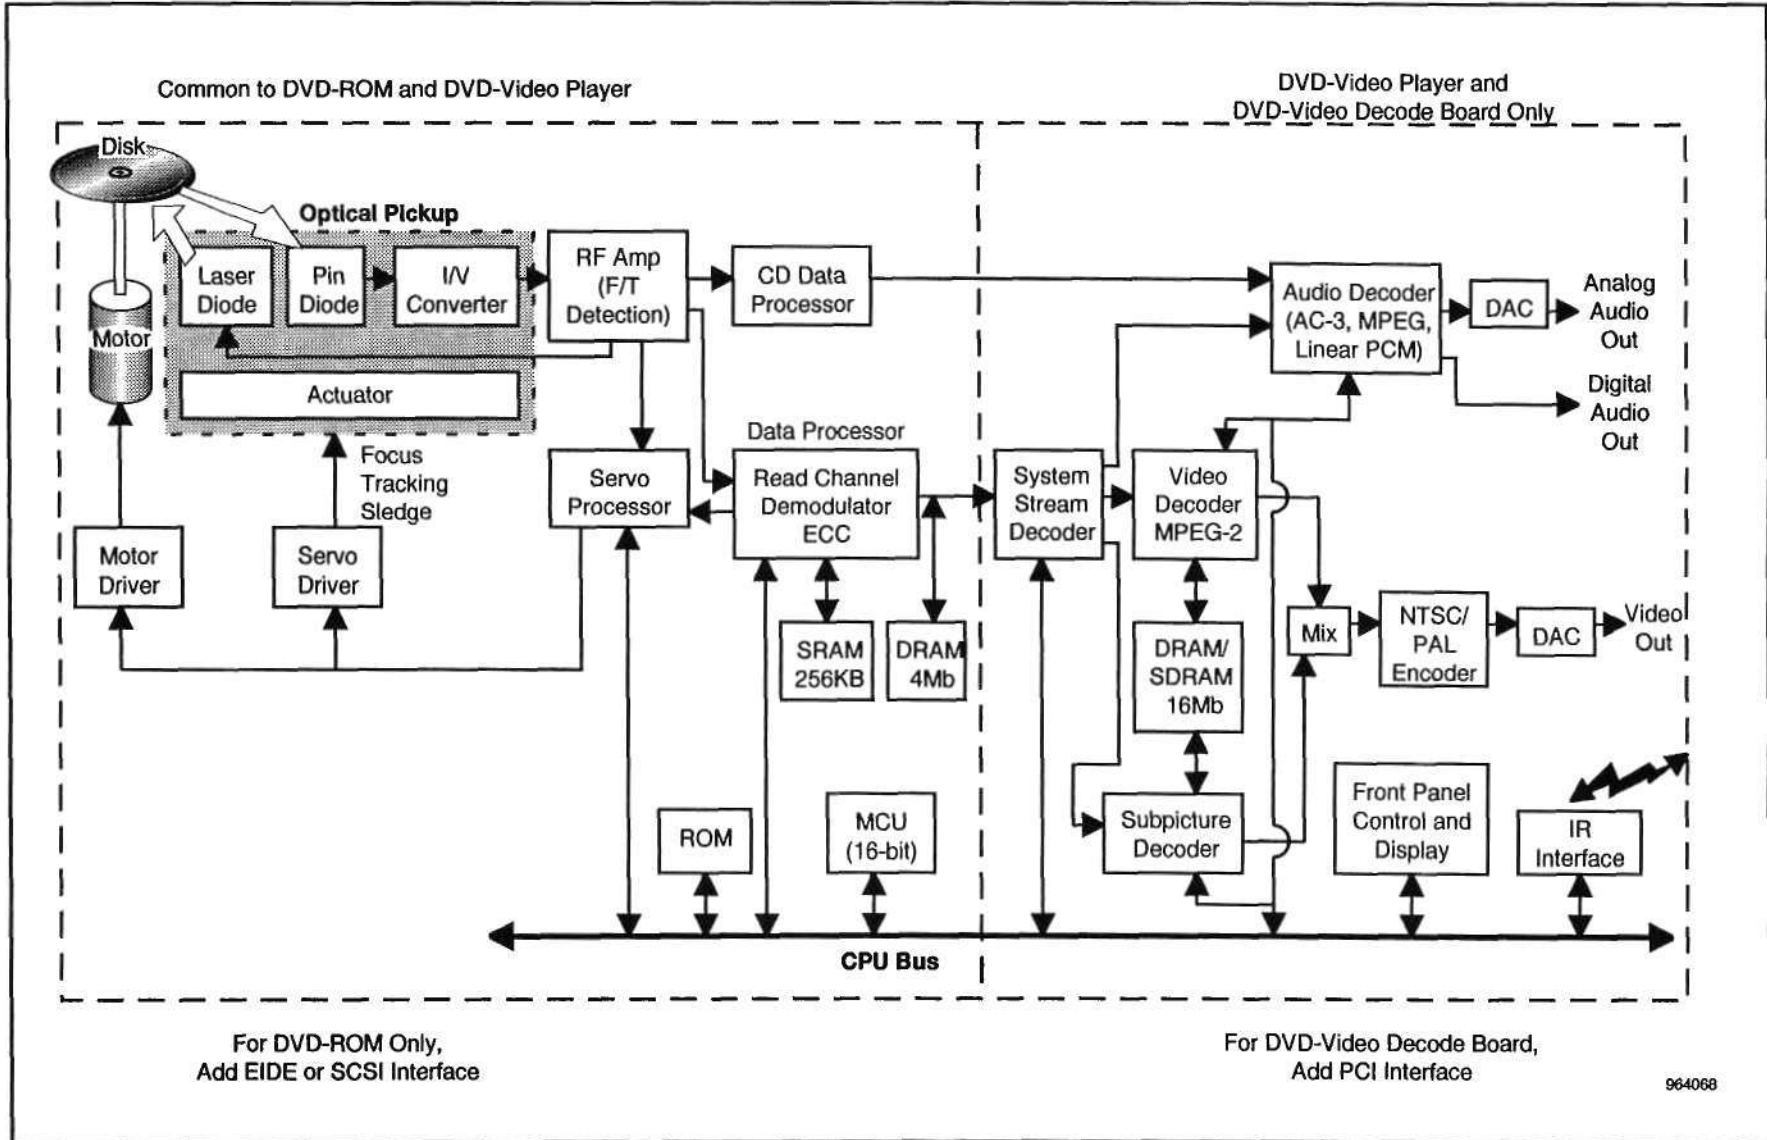 Common to DVD-ROM and DVD-Video Player
DVD-Video Player and
DVD-Video Decode Board Only
Disk
Optical Pickup
Laser
Diode
Pin
Diode
I/V
Converter
RF Amp
(F/T
Detection)
CD Data
Processor
Audio Decoder
(AC-3, MPEG,
Linear PCM)
DAC
Analog
Audio
Out
Digital
Audio
Out
Motor
Actuator
Focus
Tracking
Sledge
Servo
Processor
Data Processor
Read Channel
Demodulator
ECC
System
Stream
Decoder
Video
Decoder
MPEG-2
Motor
Driver
Servo
Driver
SRAM
256KB
DRAM
4Mb
DRAM/
SDRAM
16Mb
Mix
NTSC/
PAL
Encoder
DAC
Video
Out
ROM
MCU
(16-bit)
Subpicture
Decoder
Front Panel
Control and
Display
IR
Interface
CPU Bus
For DVD-ROM Only,
Add EIDE or SCSI Interface
For DVD-Video Decode Board,
Add PCI Interface
964068